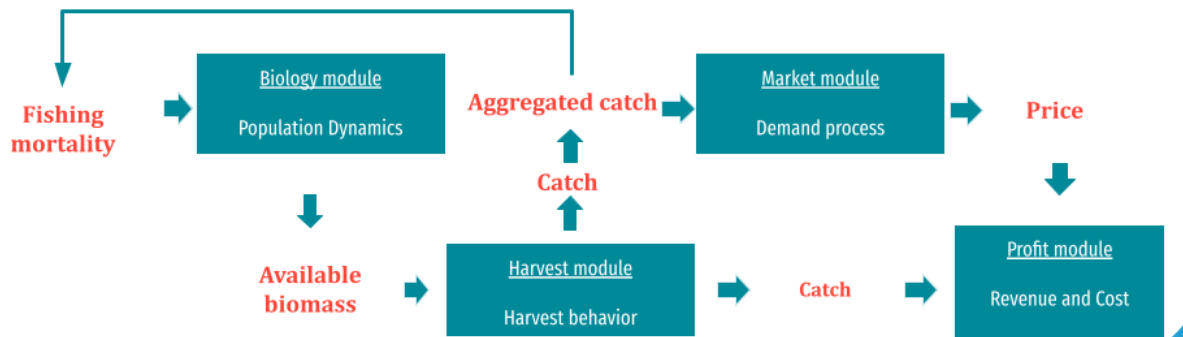 Biology module
Population Dynamics
Market module
Demand process
Fishing
mortality
Aggregated catch
Price
Catch
Available
biomass
Harvest module
Harvest behavior
Catch
Profit module
Revenue and Cost